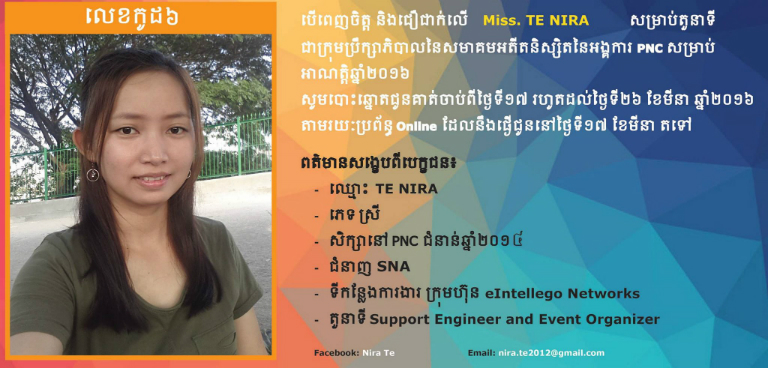 លេខកូដ៦
បើពេញចិត្ត និងជឿជាក់លើ Miss. TE NIRA សម្រាប់តួនាទី
ជាក្រុមប្រឹក្សាភិបាលនៃសមាគមអតីតនិស្សិតនៃអង្គការ PNC សម្រាប់
អាណត្តិឆ្នាំ២០១៦
សូមបោះឆ្នោតជូនគាត់ចាប់ពីថ្ងៃទី១៧ រហូតដល់ថ្ងៃទី២៦ ខែមីនា ឆ្នាំ២០១៦
តាមរយៈប្រព័ន្ធ Online ដែលនឹងផ្ញើជូននៅថ្ងៃទី១៧ ខែមីនា តទៅ
ពត៌មានសង្ខេបពីបេក្ខជន៖
- ឈ្មោះ TE NIRA
- ភេទ ស្រី
- សិក្សានៅ PNC ជំនាន់ឆ្នាំ២០១៤
- ជំនាញ SNA
- ទីកន្លែងការងារ ក្រុមហ៊ុន eIntellego Networks
- តួនាទី Support Engineer and Event Organizer
Facebook: Nira Te Email: nira.te2012@gmail.com